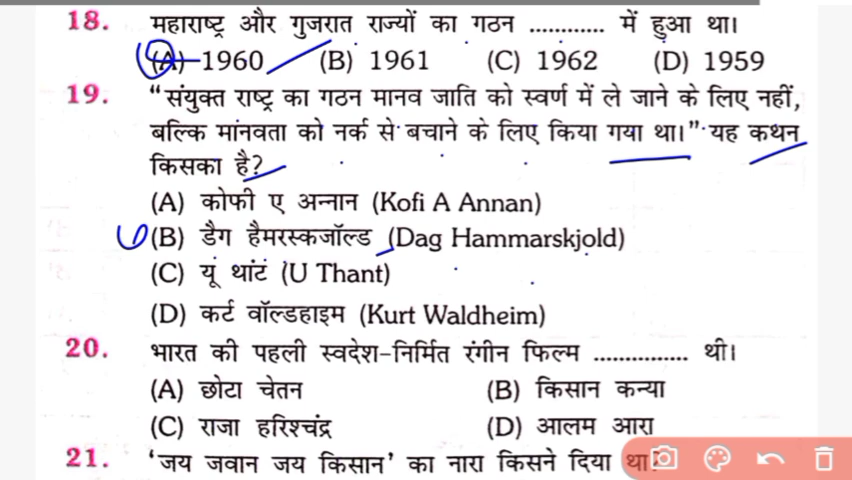 18. महाराष्ट्र और गुजरात राज्यों का गठन ............ में हुआ था।
(A) 1960 (B) 1961 (C) 1962 (D) 1959
19. “संयुक्त राष्ट्र का गठन मानव जाति को स्वर्ण में ले जाने के लिए नहीं,
बल्कि मानवता को नर्क से बचाने के लिए किया गया था।” यह कथन
किसका है?
(A) कोफी ए अन्नान (Kofi A Annan)
(B) डैग हैमरस्कजॉल्ड (Dag Hammarskjold)
(C) यू थांट (U Thant)
(D) कर्ट वॉल्डहाइम (Kurt Waldheim)
20. भारत की पहली स्वदेश-निर्मित रंगीन फिल्म ............... थी।
(A) छोटा चेतन (B) किसान कन्या
(C) राजा हरिश्चंद्र (D) आलम आरा
21. ‘जय जवान जय किसान’ का नारा किसने दिया था?